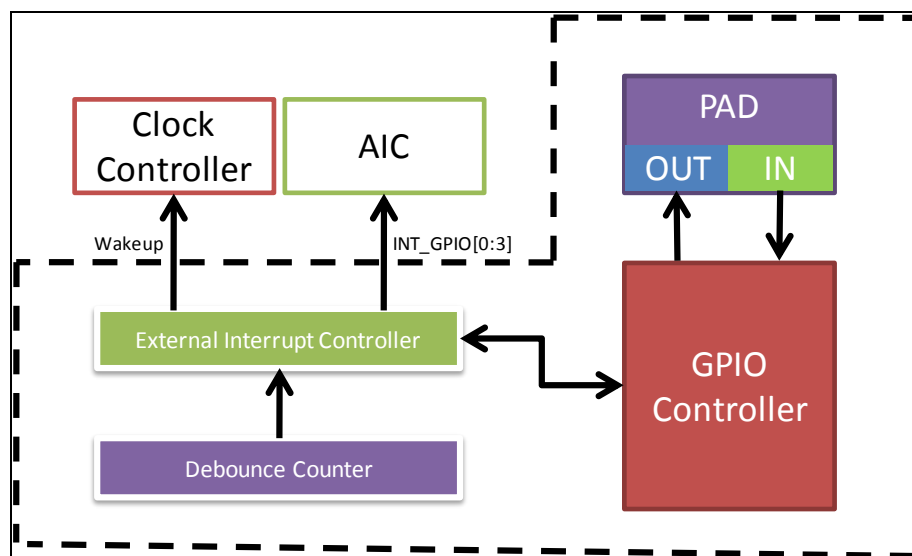 Clock
Controller
AIC
PAD
OUT
IN
Wakeup
INT_GPIO[0:3]
External Interrupt Controller
GPIO
Controller
Debounce Counter